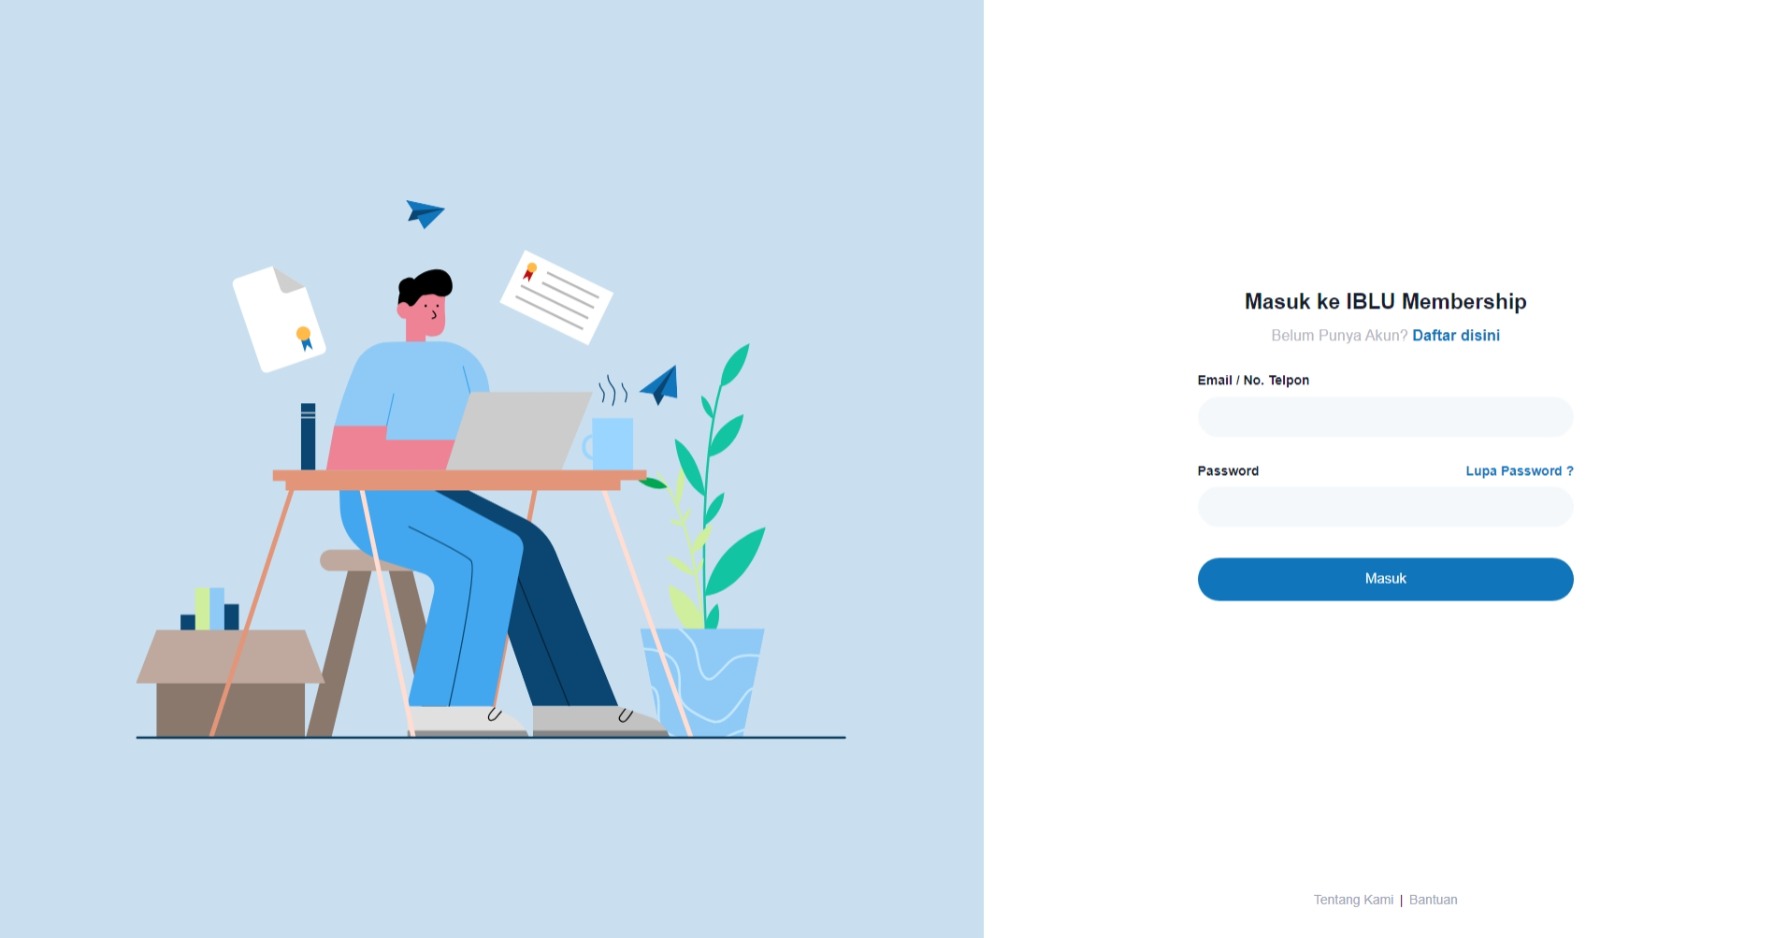 Masuk ke IBLU Membership
Belum Punya Akun? Daftar disini
Email / No. Telpon
Password Lupa Password ?
Masuk
Tentang Kami | Bantuan